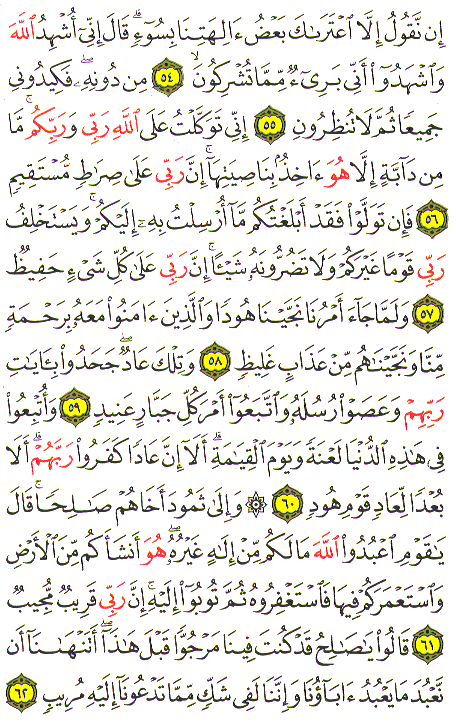 إِن نَّقُولُ إِلَّا ٱعْتَرَىٰكَ بَعْضُ ءَالِهَتِنَا بِسُوٓءٍ ۗ قَالَ إِنِّىٓ أُشْهِدُ ٱللَّهَ
وَٱشْهَدُوٓا۟ أَنِّى بَرِىٓءٌ مِّمَّا تُشْرِكُونَ ۝٥٤ مِن دُونِهِۦ ۖ فَكِيدُونِى
جَمِيعًا ثُمَّ لَا تُنظِرُونِ ۝٥٥ إِنِّى تَوَكَّلْتُ عَلَى ٱللَّهِ رَبِّى وَرَبِّكُم ۚ مَّا
مِن دَآبَّةٍ إِلَّا هُوَ ءَاخِذٌۢ بِنَاصِيَتِهَآ ۚ إِنَّ رَبِّى عَلَىٰ صِرَٰطٍ مُّسْتَقِيمٍ
۝٥٦ فَإِن تَوَلَّوْا۟ فَقَدْ أَبْلَغْتُكُم مَّآ أُرْسِلْتُ بِهِۦٓ إِلَيْكُمْ ۚ وَيَسْتَخْلِفُ
رَبِّى قَوْمًا غَيْرَكُمْ وَلَا تَضُرُّونَهُۥ شَيْـًٔا ۚ إِنَّ رَبِّى عَلَىٰ كُلِّ شَىْءٍ حَفِيظٌ
۝٥٧ وَلَمَّا جَآءَ أَمْرُنَا نَجَّيْنَا هُودًا وَٱلَّذِينَ ءَامَنُوا۟ مَعَهُۥ بِرَحْمَةٍ
مِّنَّا وَنَجَّيْنَٰهُم مِّنْ عَذَابٍ غَلِيظٍ ۝٥٨ وَتِلْكَ عَادٌ ۖ جَحَدُوا۟ بِـَٔايَٰتِ
رَبِّهِمْ وَعَصَوْا۟ رُسُلَهُۥ وَٱتَّبَعُوٓا۟ أَمْرَ كُلِّ جَبَّارٍ عَنِيدٍ ۝٥٩ وَأُتْبِعُوا۟
فِى هَٰذِهِ ٱلدُّنْيَا لَعْنَةً وَيَوْمَ ٱلْقِيَٰمَةِ ۗ أَلَآ إِنَّ عَادًا كَفَرُوا۟ رَبَّهُمْ ۗ أَلَا
بُعْدًا لِّعَادٍ قَوْمِ هُودٍ ۝٦٠ ۞ وَإِلَىٰ ثَمُودَ أَخَاهُمْ صَٰلِحًا ۚ قَالَ
يَٰقَوْمِ ٱعْبُدُوا۟ ٱللَّهَ مَا لَكُم مِّنْ إِلَٰهٍ غَيْرُهُۥ ۖ هُوَ أَنشَأَكُم مِّنَ ٱلْأَرْضِ
وَٱسْتَعْمَرَكُمْ فِيهَا فَٱسْتَغْفِرُوهُ ثُمَّ تُوبُوٓا۟ إِلَيْهِ ۚ إِنَّ رَبِّى قَرِيبٌ مُّجِيبٌ
۝٦١ قَالُوا۟ يَٰصَٰلِحُ قَدْ كُنتَ فِينَا مَرْجُوًّا قَبْلَ هَٰذَآ ۖ أَتَنْهَىٰنَآ أَن
نَّعْبُدَ مَا يَعْبُدُ ءَابَآؤُنَا وَإِنَّنَا لَفِى شَكٍّ مِّمَّا تَدْعُونَآ إِلَيْهِ مُرِيبٍ ۝٦٢